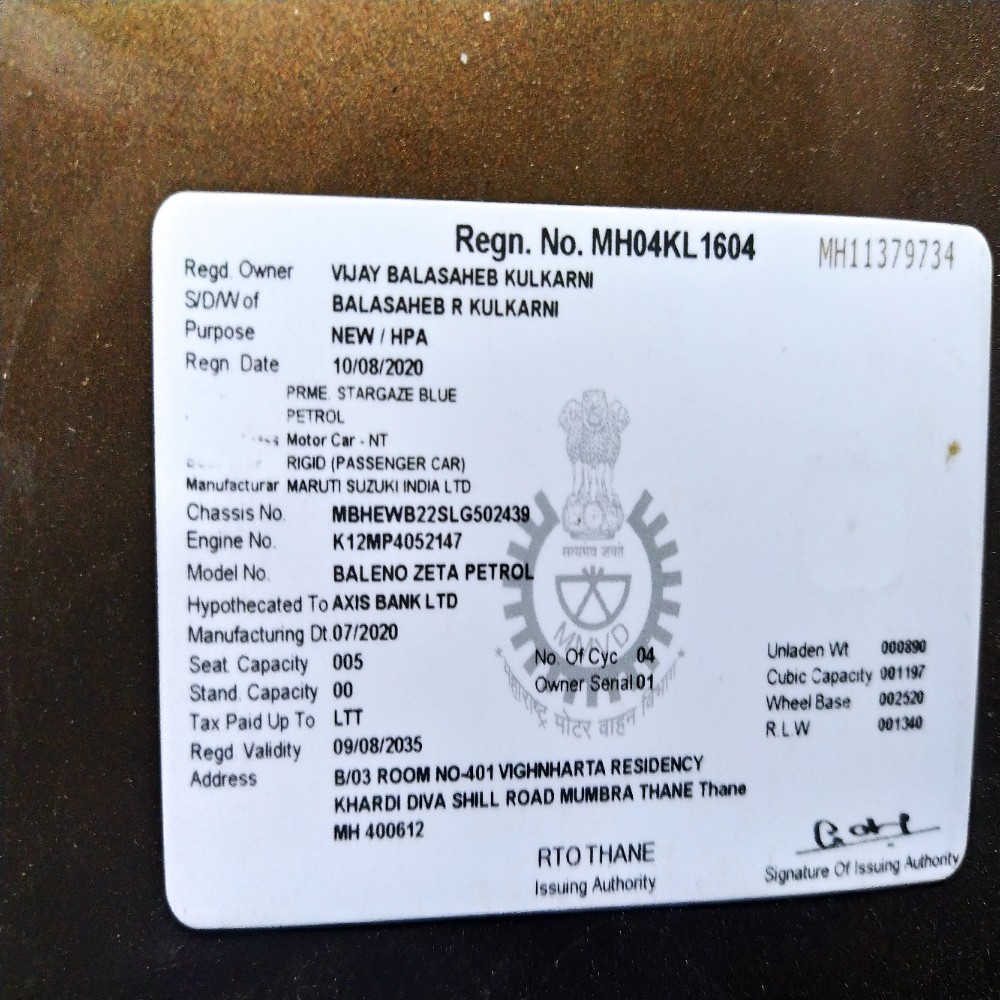 Regn. No. MH04KL1604 MH11379734
Regd. Owner VIJAY BALASAHEB KULKARNI
S/D/W of BALASAHEB R KULKARNI
Purpose NEW / HPA
Regn Date 10/08/2020
PRME. STARGAZE BLUE
PETROL
Motor Car - NT
RIGID (PASSENGER CAR)
Manufacturar MARUTI SUZUKI INDIA LTD
Chassis No. MBHEWB22SLG502439
Engine No. K12MP4052147
सत्यमेव जयते
Model No. BALENO ZETA PETROL
Hypothecated To AXIS BANK LTD
Manufacturing Dt. 07/2020
MMVD
Seat Capacity 005 No. Of Cyc 04 Unladen Wt 000890
Stand. Capacity 00 Owner Serial 01 Cubic Capacity 001197
महाराष्ट्र मोटर वाहन विभाग
Tax Paid Up To LTT Wheel Base 002520
Regd Validity 09/08/2035 R.L.W 001340
Address B/03 ROOM NO-401 VIGHNHARTA RESIDENCY
KHARDI DIVA SHILL ROAD MUMBRA THANE Thane
MH 400612
RTO THANE
Issuing Authority Signature Of Issuing Authority